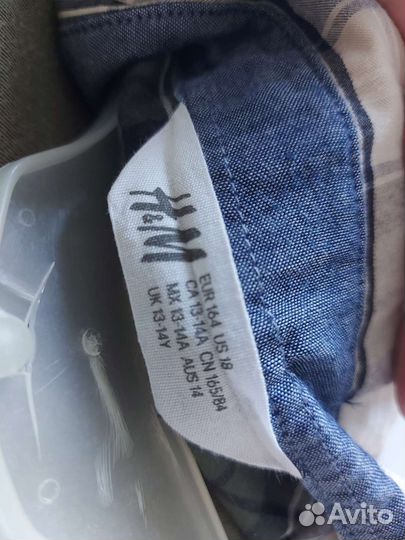 H&M
EUR 164 US 18
CA 13-14A CN 165/84
MX 13-14A AUS 14
UK 13-14Y
Avito